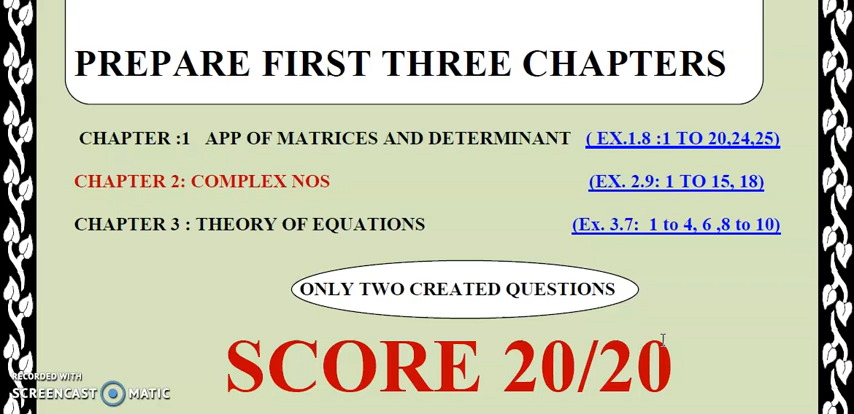 PREPARE FIRST THREE CHAPTERS
CHAPTER :1 APP OF MATRICES AND DETERMINANT ( EX.1.8 :1 TO 20,24,25)
CHAPTER 2: COMPLEX NOS (EX. 2.9: 1 TO 15, 18)
CHAPTER 3 : THEORY OF EQUATIONS (Ex. 3.7: 1 to 4, 6 ,8 to 10)
ONLY TWO CREATED QUESTIONS
SCORE 20/20
RECORDED WITH
SCREENCAST MATIC